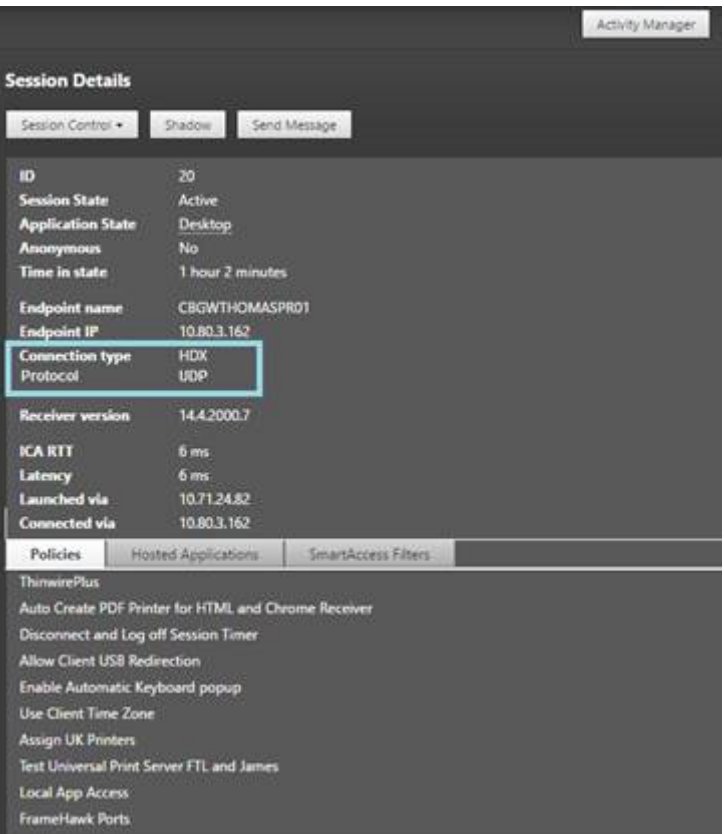 Activity Manager
Session Details
Session Control Shadow Send Message
ID 20
Session State Active
Application State Desktop
Anonymous No
Time in state 1 hour 2 minutes
Endpoint name CBGWTHOMASPR01
Endpoint IP 10.80.3.162
Connection type HDX
Protocol UDP
Receiver version 14.4.2000.7
ICA RTT 6 ms
Latency 6 ms
Launched via 10.71.24.82
Connected via 10.80.3.162
Policies Hosted Applications SmartAccess Filters
ThinwirePlus
Auto Create PDF Printer for HTML and Chrome Receiver
Disconnect and Log off Session Timer
Allow Client USB Redirection
Enable Automatic Keyboard popup
Use Client Time Zone
Assign UK Printers
Test Universal Print Server FTL and James
Local App Access
FrameHawk Ports